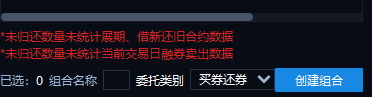 *未归还数量未统计展期、借新还旧合约数据
*未归还数量未统计当前交易日融券卖出数据
已选：0 组合名称 委托类别 买券还券 创建组合